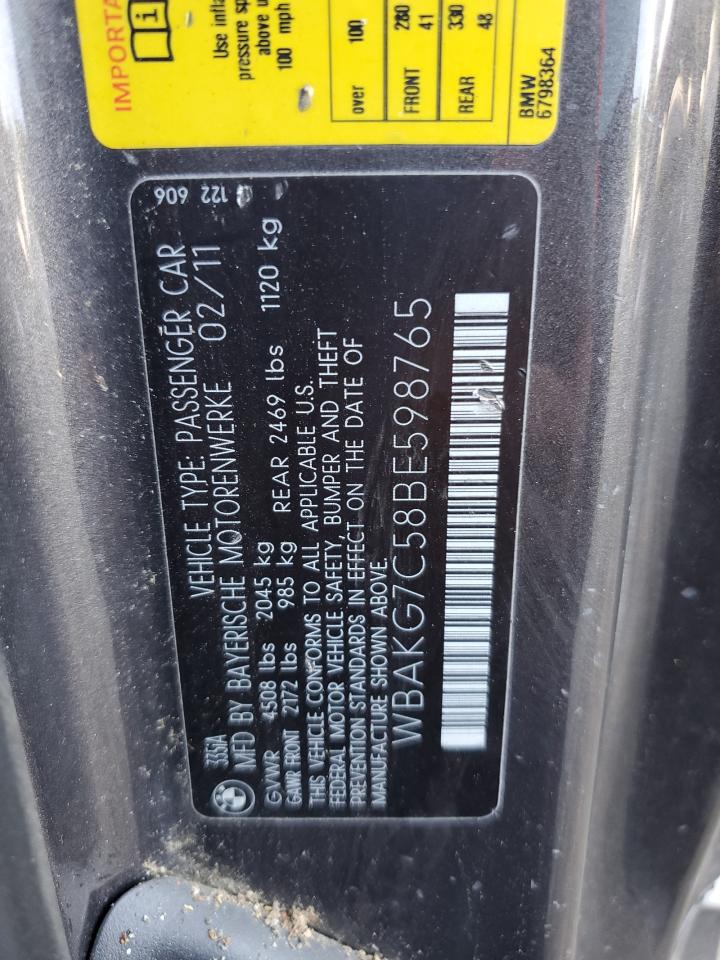 IMPORTA
Use infla
pressure sp
above u
100 mph
over 100
FRONT 280
41
REAR 330
48
BMW
6798364
335iA
VEHICLE TYPE: PASSENGER CAR
MFD BY BAYERISCHE MOTORENWERKE 02/11
GVWR 4508 lbs 2045 kg
GAWR FRONT 2172 lbs 985 kg REAR 2469 lbs 1120 kg
THIS VEHICLE CONFORMS TO ALL APPLICABLE U.S.
FEDERAL MOTOR VEHICLE SAFETY, BUMPER AND THEFT
PREVENTION STANDARDS IN EFFECT ON THE DATE OF
MANUFACTURE SHOWN ABOVE.
WBAKG7C58BE598765
606 122